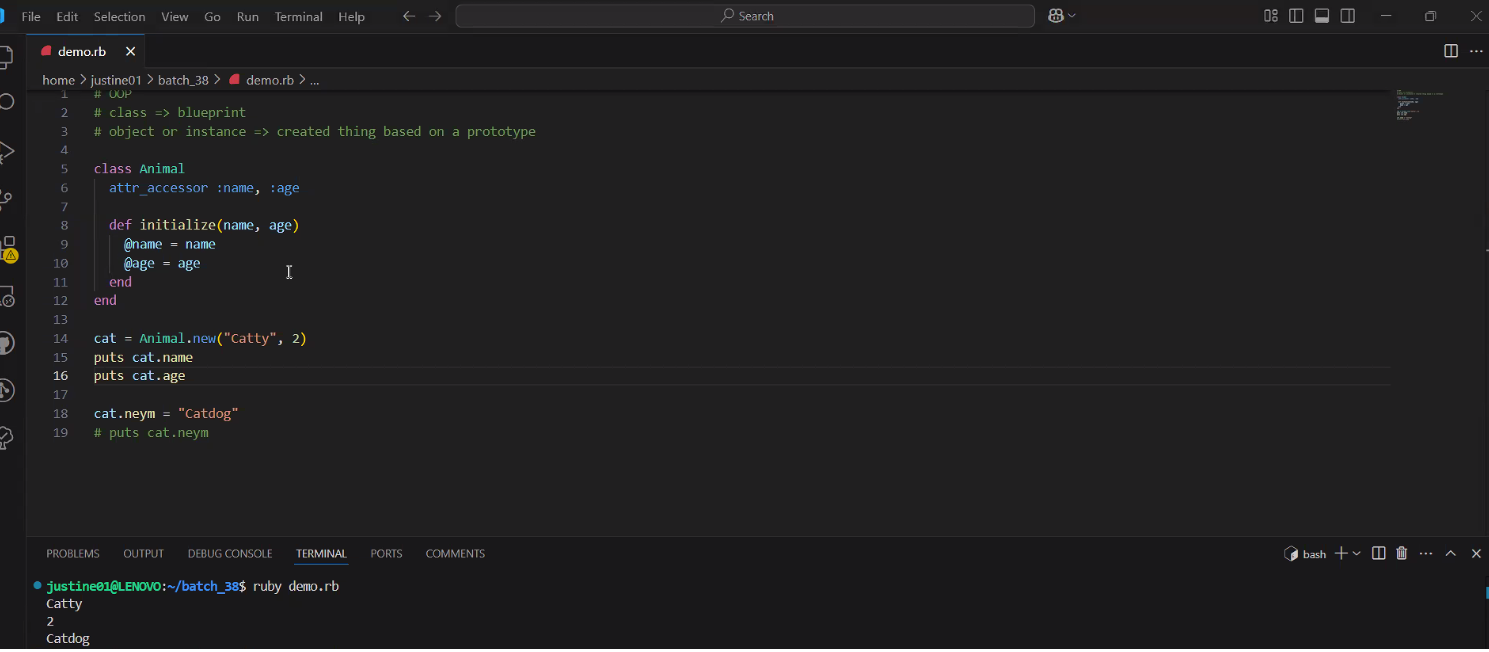 File Edit Selection View Go Run Terminal Help Search
demo.rb
home > justine01 > batch_38 > demo.rb > ...
1 # OOP
2 # class => blueprint
3 # object or instance => created thing based on a prototype
4
5 class Animal
6 attr_accessor :name, :age
7
8 def initialize(name, age)
9 @name = name
10 @age = age
11 end
12 end
13
14 cat = Animal.new("Catty", 2)
15 puts cat.name
16 puts cat.age
17
18 cat.neym = "Catdog"
19 # puts cat.neym
PROBLEMS OUTPUT DEBUG CONSOLE TERMINAL PORTS COMMENTS bash
justine01@LENOVO:~/batch_38$ ruby demo.rb
Catty
2
Catdog